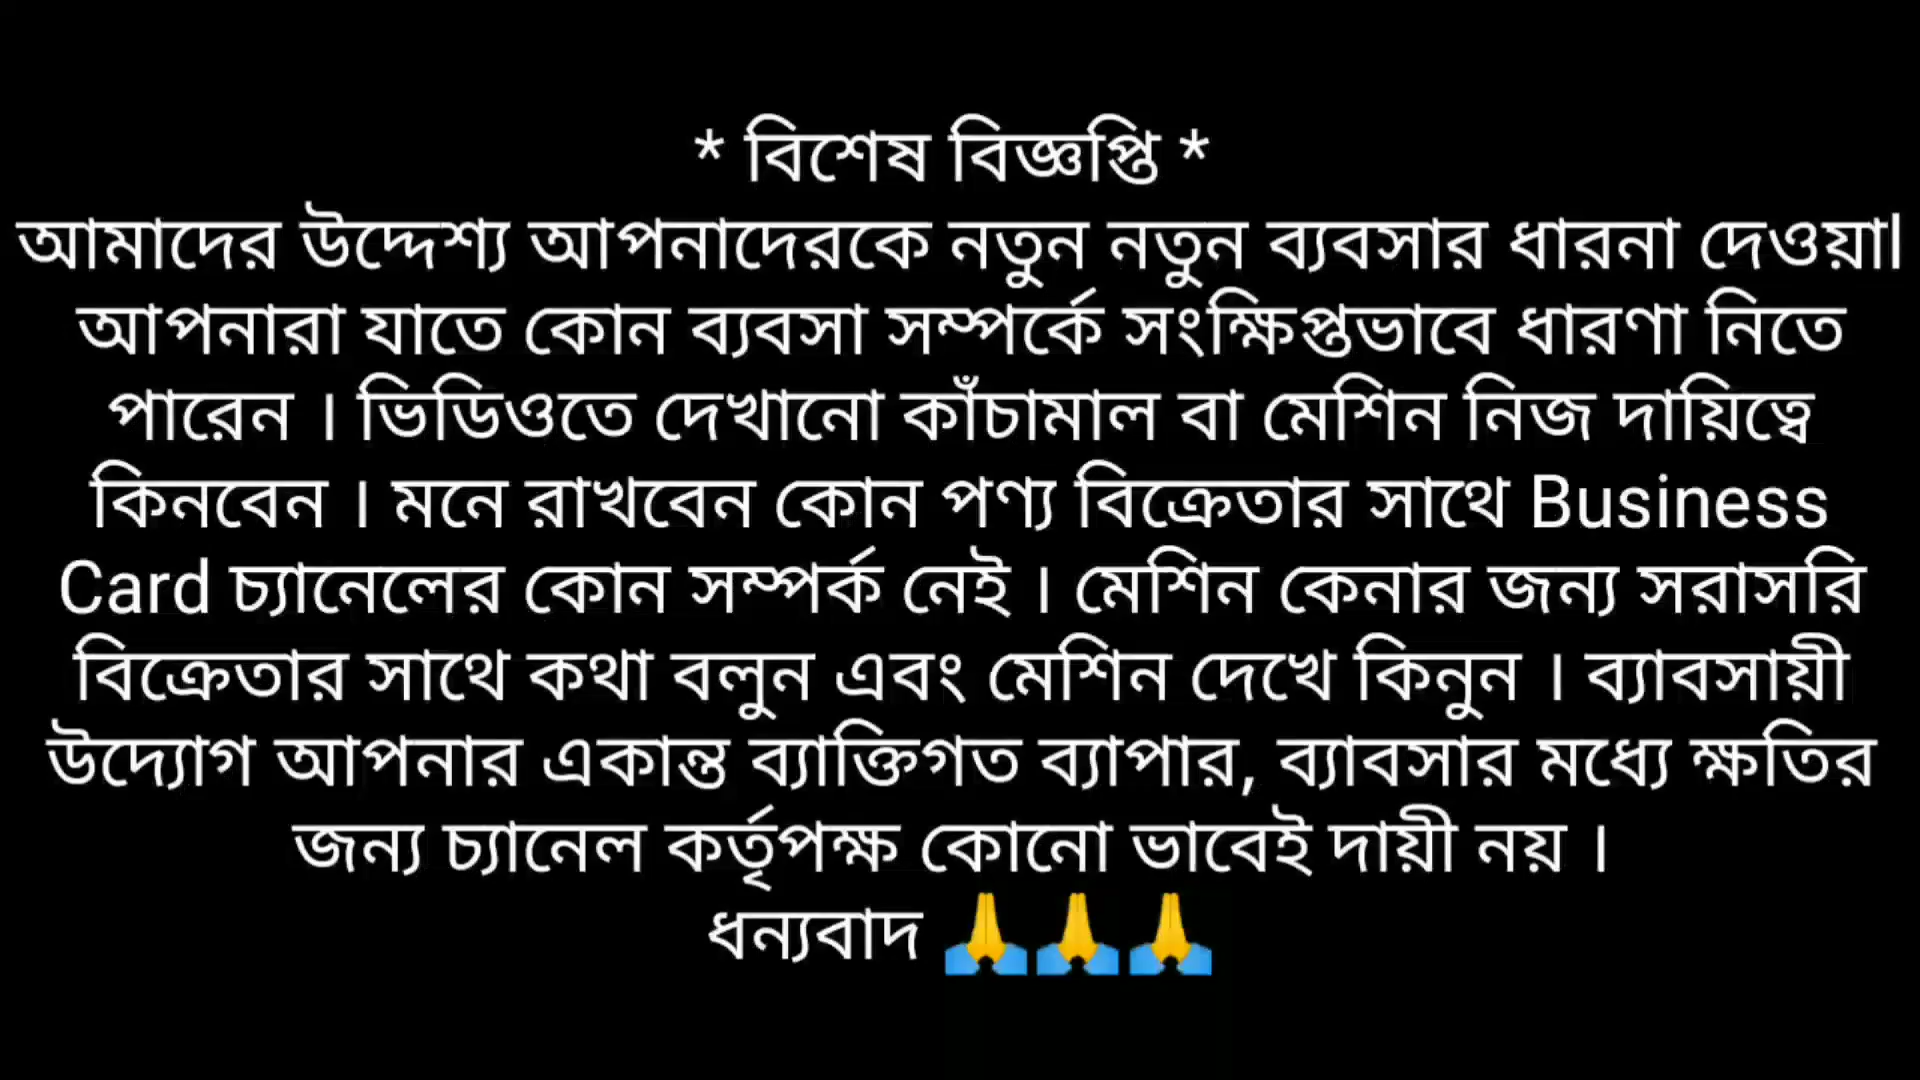 * বিশেষ বিজ্ঞপ্তি *
আমাদের উদ্দেশ্য আপনাদেরকে নতুন নতুন ব্যবসার ধারনা দেওয়া।
আপনারা যাতে কোন ব্যবসা সম্পর্কে সংক্ষিপ্তভাবে ধারণা নিতে
পারেন । ভিডিওতে দেখানো কাঁচামাল বা মেশিন নিজ দায়িত্বে
কিনবেন । মনে রাখবেন কোন পণ্য বিক্রেতার সাথে Business
Card চ্যানেলের কোন সম্পর্ক নেই । মেশিন কেনার জন্য সরাসরি
বিক্রেতার সাথে কথা বলুন এবং মেশিন দেখে কিনুন । ব্যাবসায়ী
উদ্যোগ আপনার একান্ত ব্যাক্তিগত ব্যাপার, ব্যাবসার মধ্যে ক্ষতির
জন্য চ্যানেল কর্তৃপক্ষ কোনো ভাবেই দায়ী নয় ।
ধন্যবাদ 🙏🙏🙏